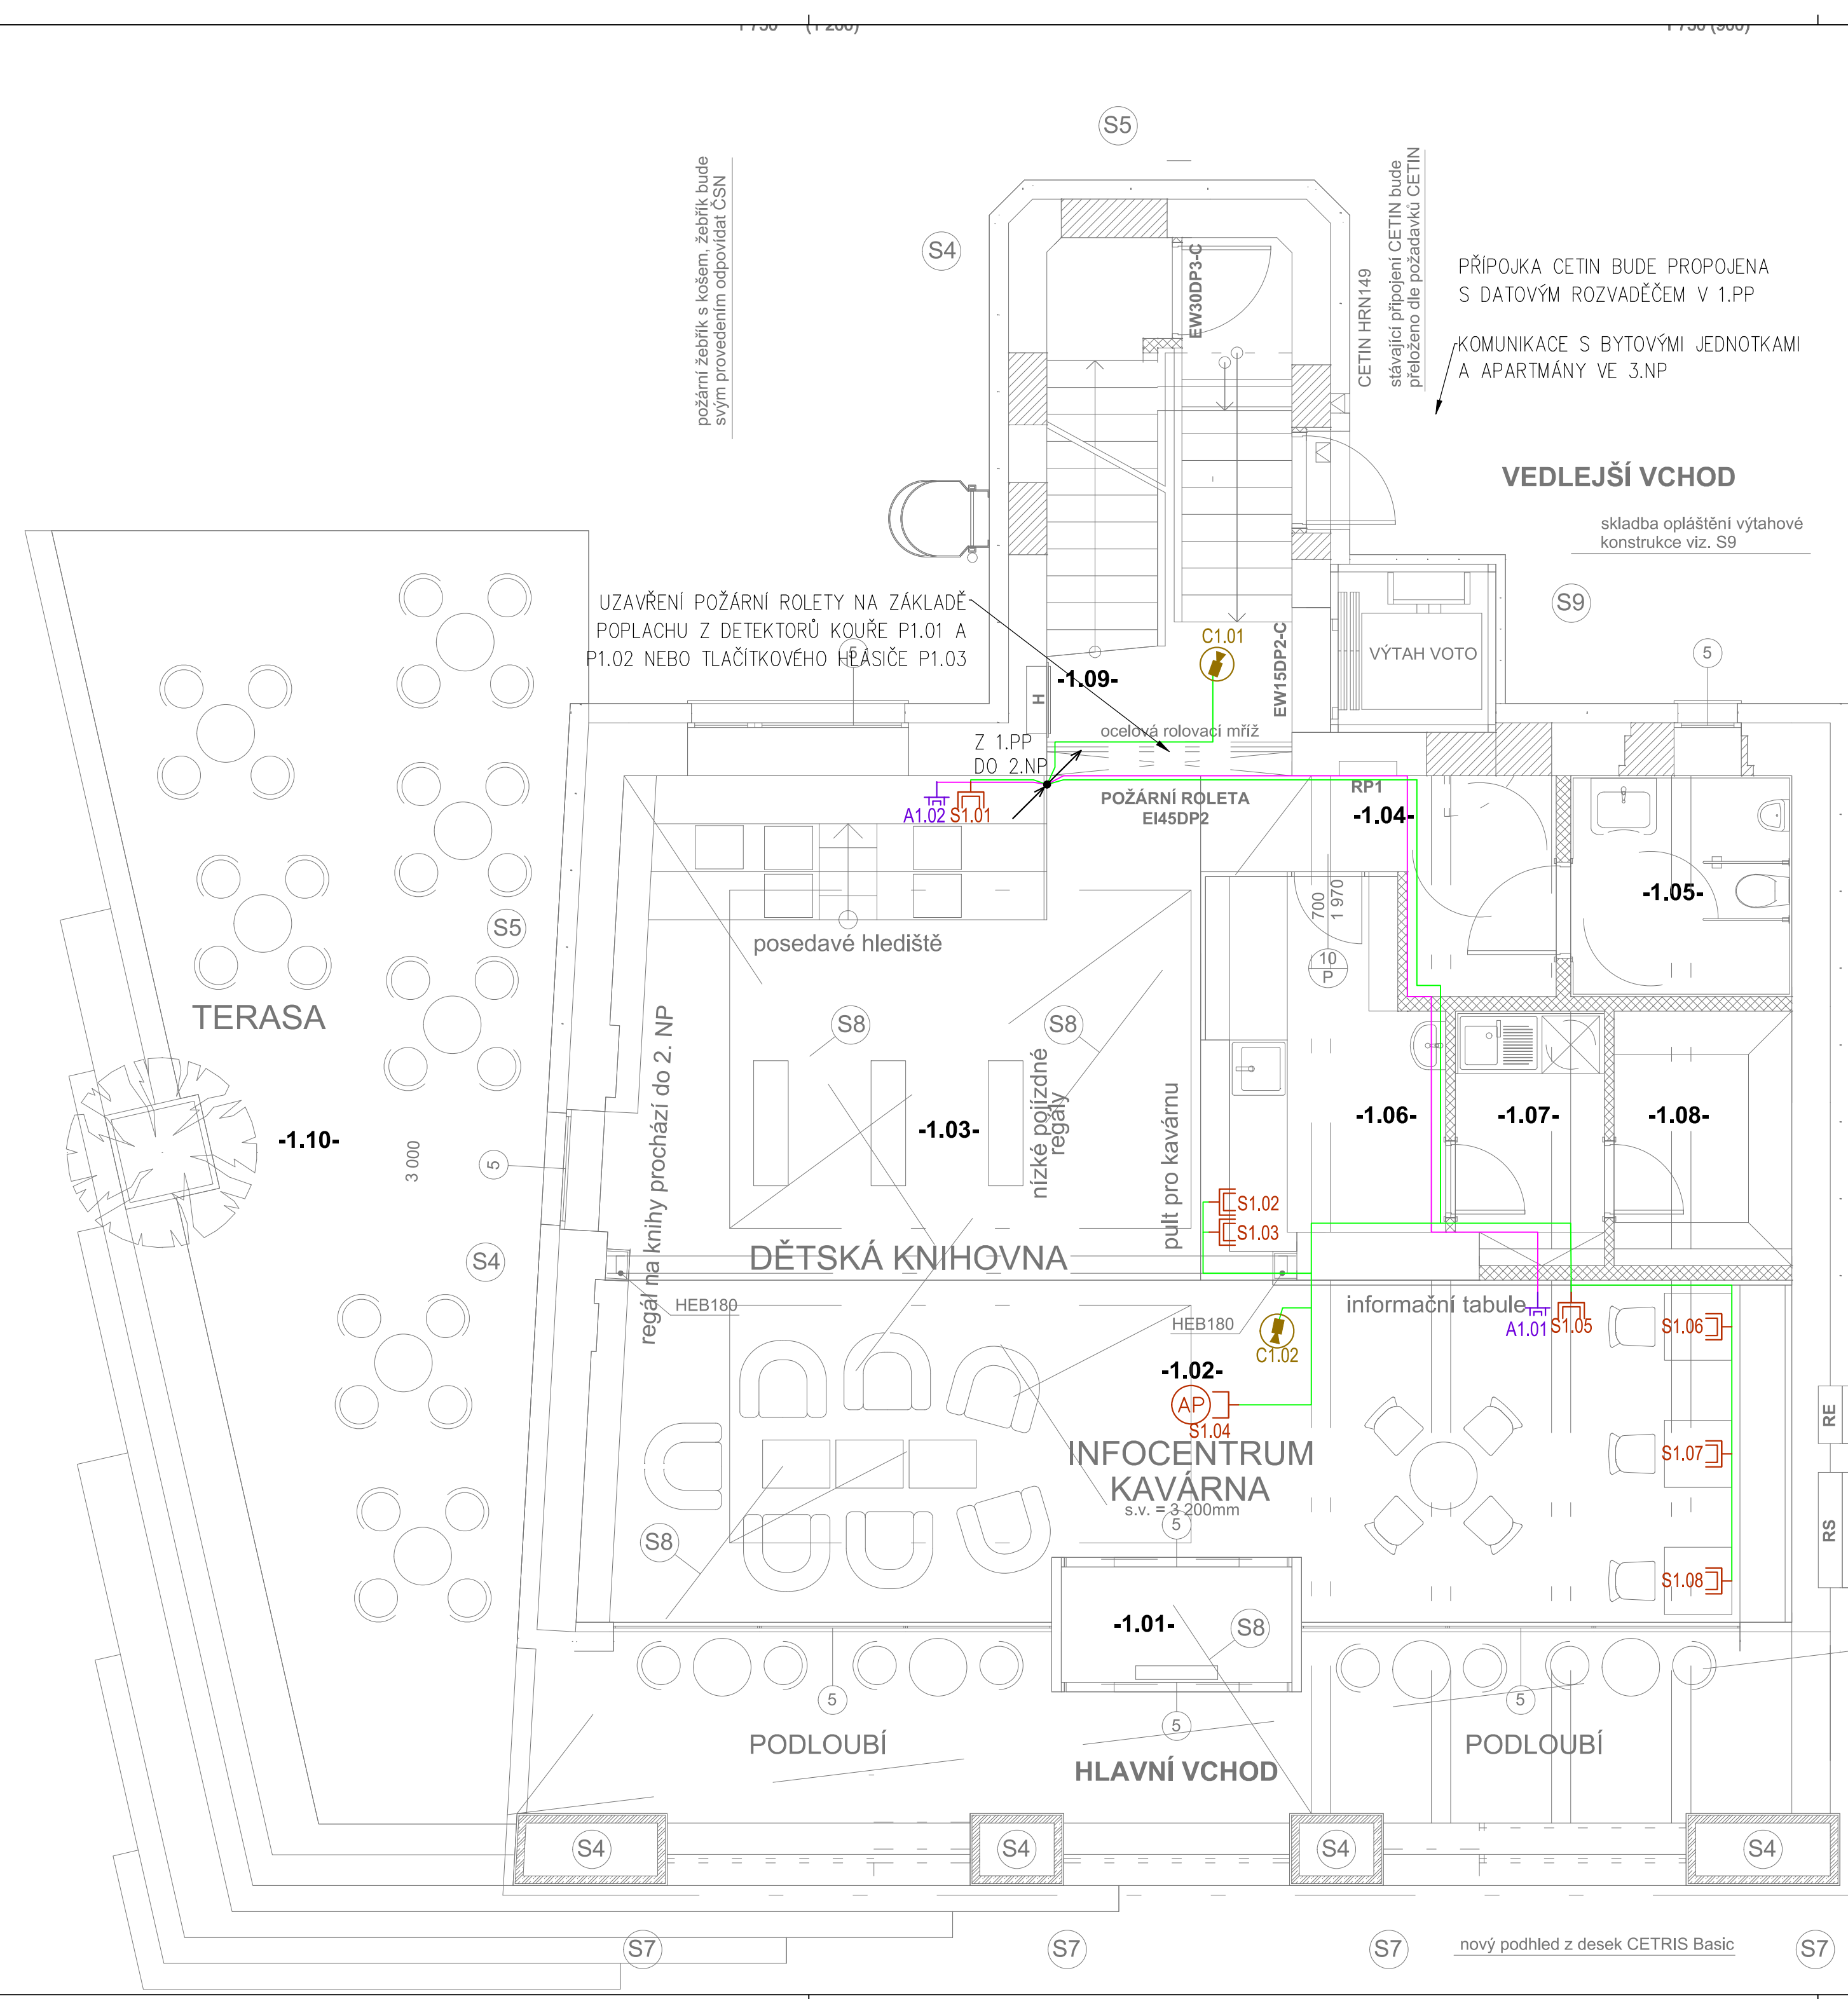 1 750 (1 200)
1 750 (900)
S5
požární žebřík s košem, žebřík bude
svým provedením odpovídat ČSN
S4
EW30DP3-C
CETIN HRN149
stávající připojení CETIN bude
přeloženo dle požadavků CETIN
PŘÍPOJKA CETIN BUDE PROPOJENA
S DATOVÝM ROZVADĚČEM V 1.PP
KOMUNIKACE S BYTOVÝMI JEDNOTKAMI
A APARTMÁNY VE 3.NP
VEDLEJŠÍ VCHOD
skladba opláštění výtahové
konstrukce viz. S9
S9
UZAVŘENÍ POŽÁRNÍ ROLETY NA ZÁKLADĚ
POPLACHU Z DETEKTORŮ KOUŘE P1.01 A
P1.02 NEBO TLAČÍTKOVÉHO HLÁSIČE P1.03
5
C1.01
EW15DP2-C
VÝTAH VOTO
5
-1.09-
H
ocelová rolovací mříž
Z 1.PP
DO 2.NP
A1.02 S1.01
POŽÁRNÍ ROLETA
EI45DP2
RP1
-1.04-
-1.05-
700
1 970
10
P
posedavé hlediště
S5
TERASA
S8
S8
regál na knihy prochází do 2. NP
nízké pojízdné
regály
pult pro kavárnu
-1.10-
3 000
5
-1.03-
-1.06-
-1.07-
-1.08-
S1.02
S1.03
S4
DĚTSKÁ KNIHOVNA
HEB180
HEB180
informační tabule
A1.01
S1.05
S1.06
C1.02
-1.02-
AP
S1.04
INFOCENTRUM
KAVÁRNA
s.v. = 3 200mm
5
S1.07
RE
RS
S8
S1.08
-1.01-
S8
5
5
5
PODLOUBÍ
HLAVNÍ VCHOD
PODLOUBÍ
S4
S4
S4
S4
S7
S7
S7
nový podhled z desek CETRIS Basic
S7